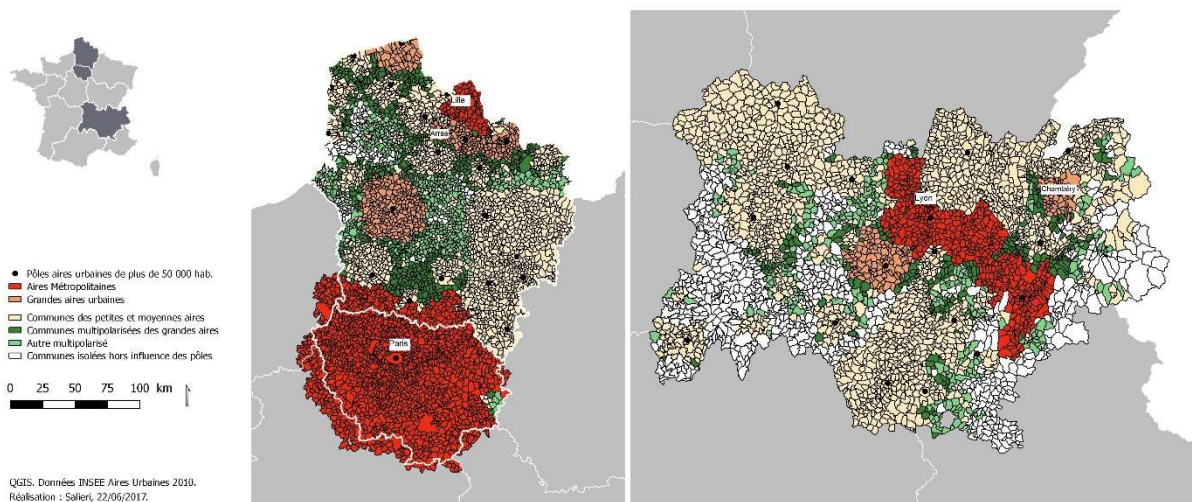 Pôles aires urbaines de plus de 50 000 hab.
Aires Métropolitaines
Grandes aires urbaines
Communes des petites et moyennes aires
Communes multipolarisées des grandes aires
Autre multipolarisé
Communes isolées hors influence des pôles
0 25 50 75 100 km
QGIS. Données INSEE Aires Urbaines 2010.
Réalisation : Salieri, 22/06/2017.
Lille
Arras
Paris
Lyon
Chambéry